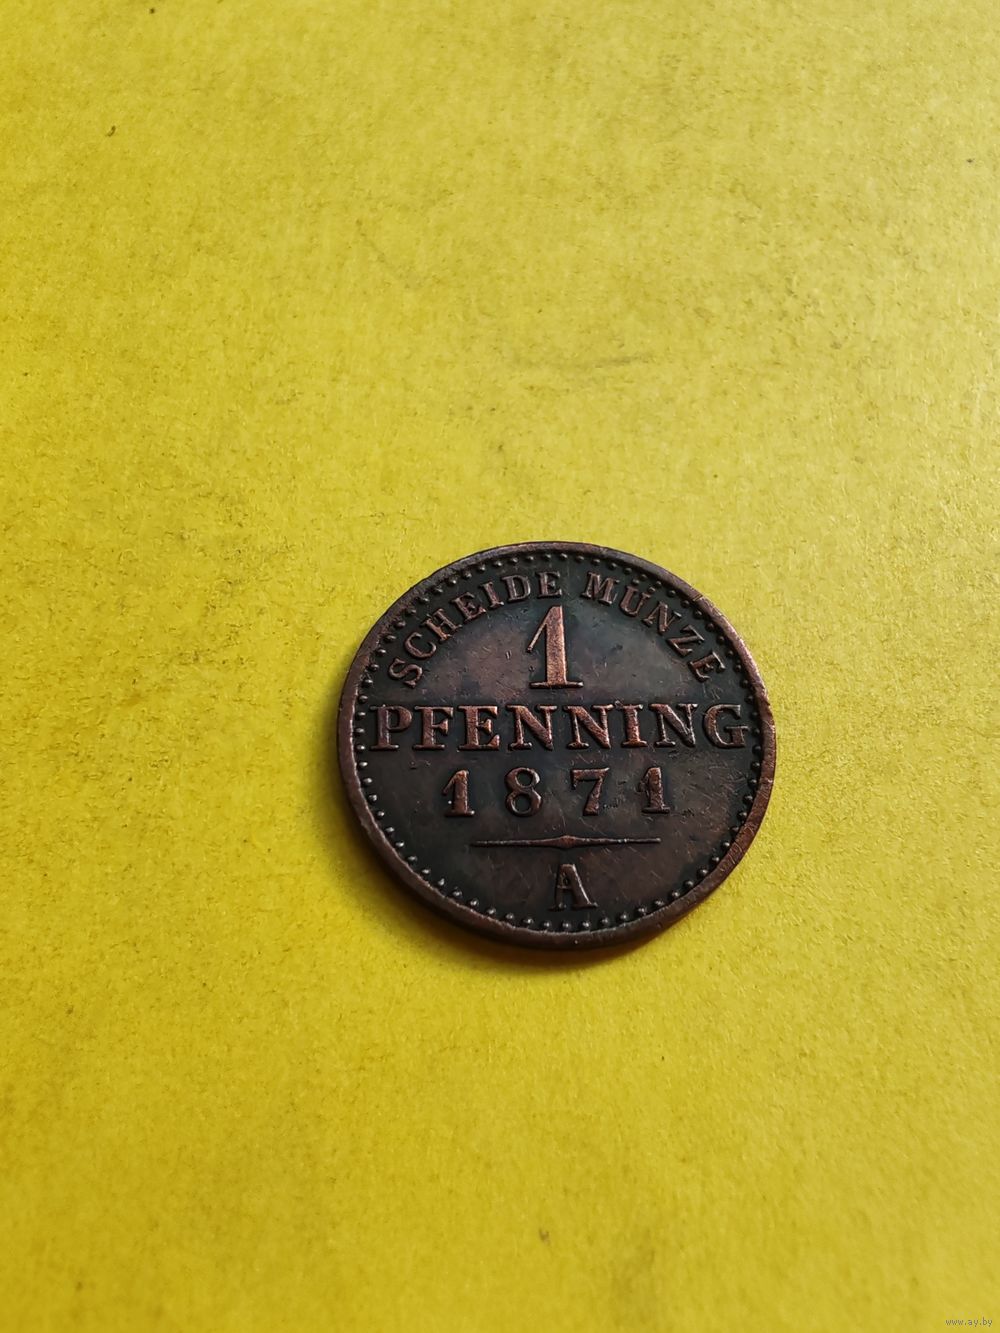 SCHEIDE MÜNZE
1
PFENNING
1871
A
www.ay.by